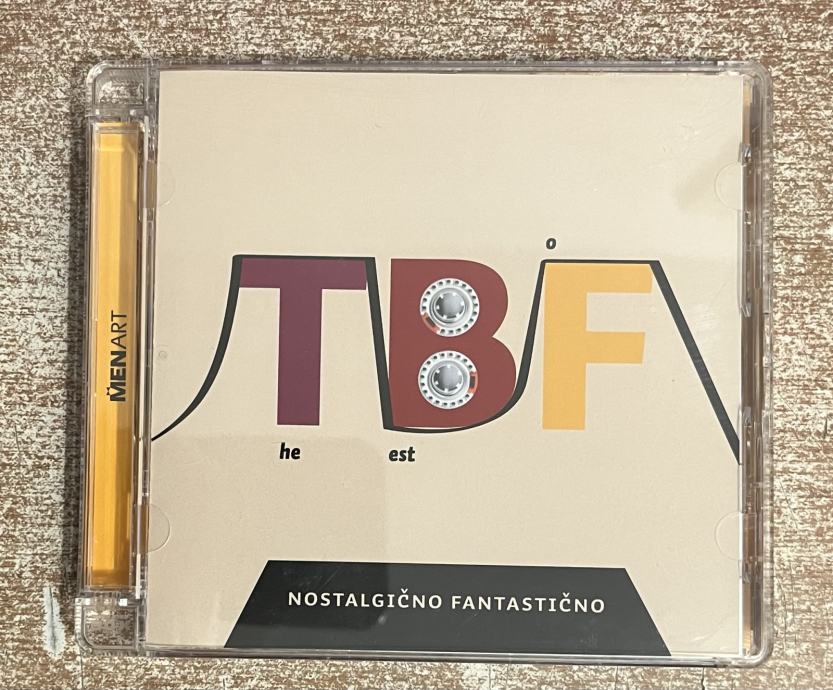 o
TBF
he est
NOSTALGIČNO FANTASTIČNO
MENART